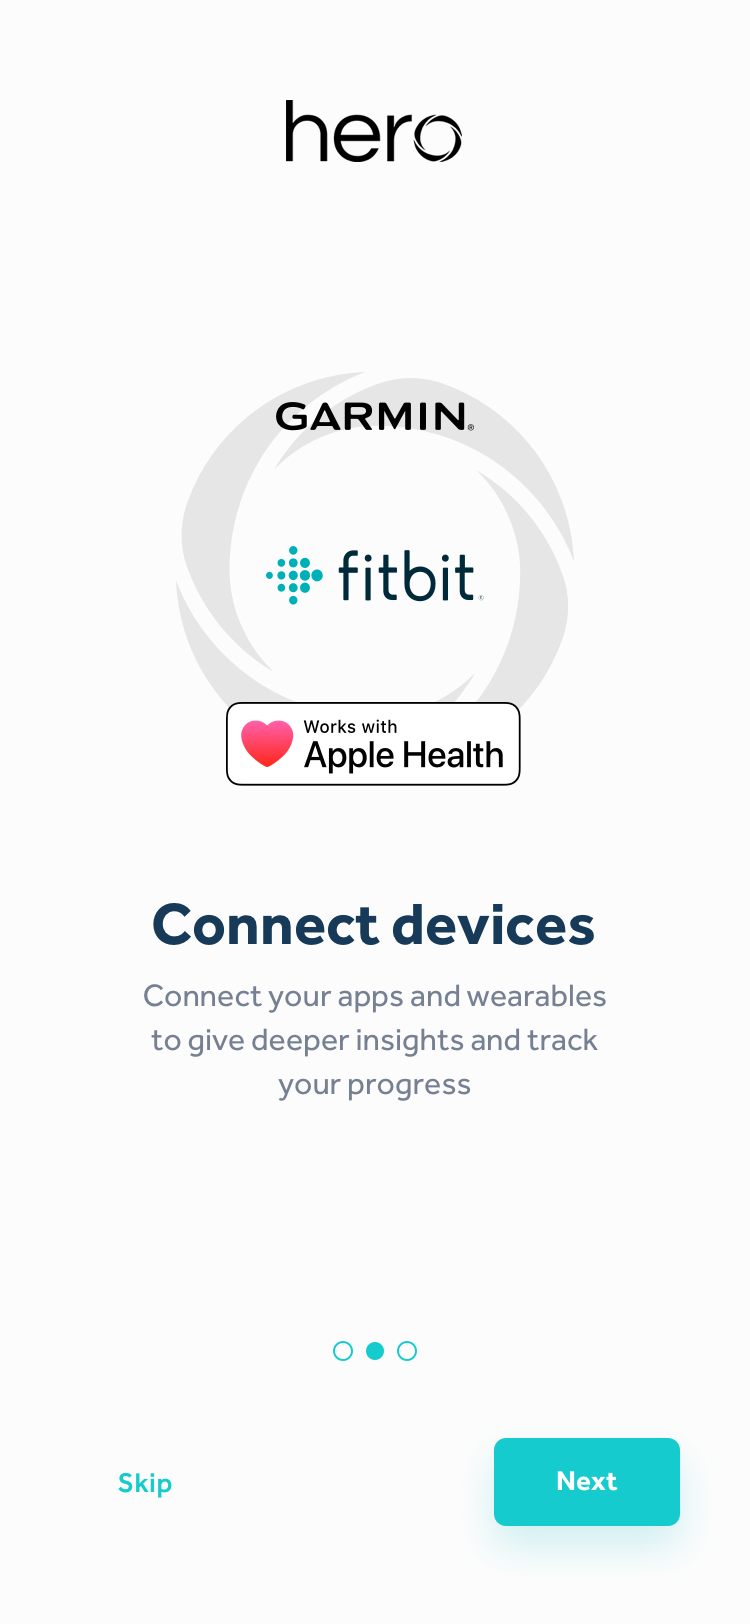 hero
GARMIN®
fitbit®
Works with
Apple Health
Connect devices
Connect your apps and wearables
to give deeper insights and track
your progress
Skip
Next